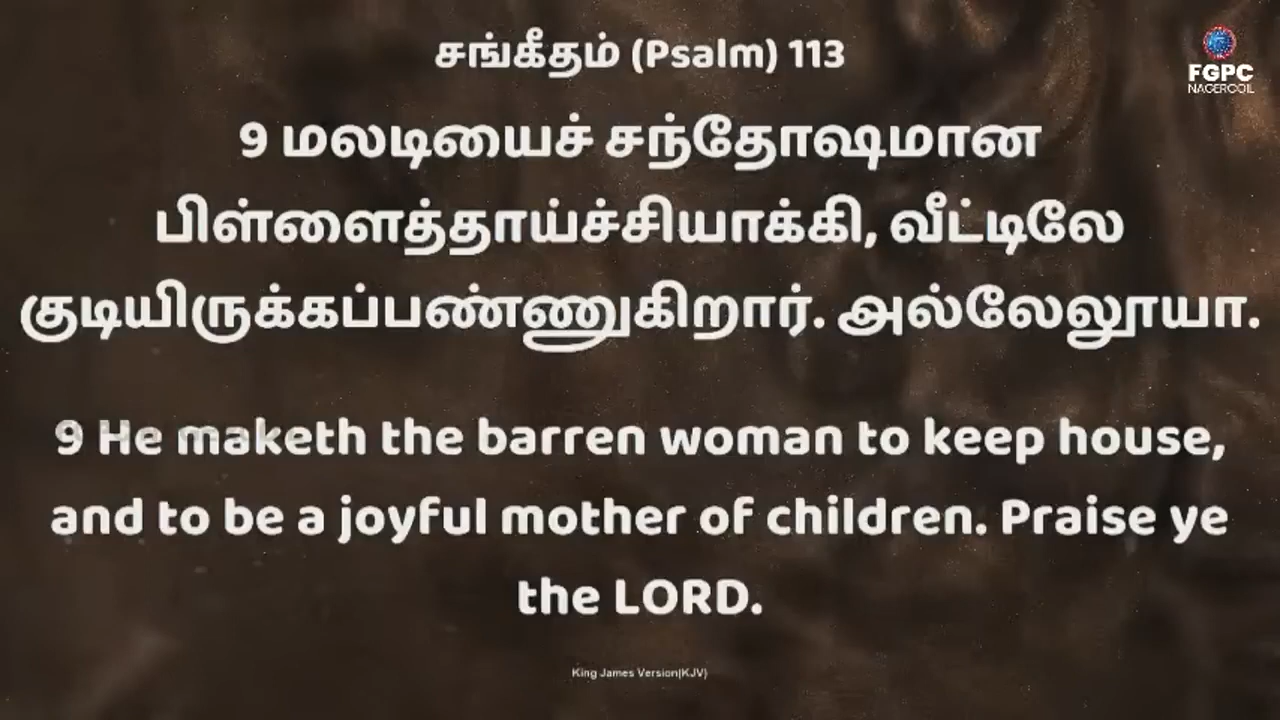 சங்கீதம் (Psalm) 113
FGPC
NAGERCOIL
9 மலடியைச் சந்தோஷமான
பிள்ளைத்தாய்ச்சியாக்கி, வீட்டிலே
குடியிருக்கப்பண்ணுகிறார். அல்லேலூயா.
9 He maketh the barren woman to keep house,
and to be a joyful mother of children. Praise ye
the LORD.
King James Version(KJV)